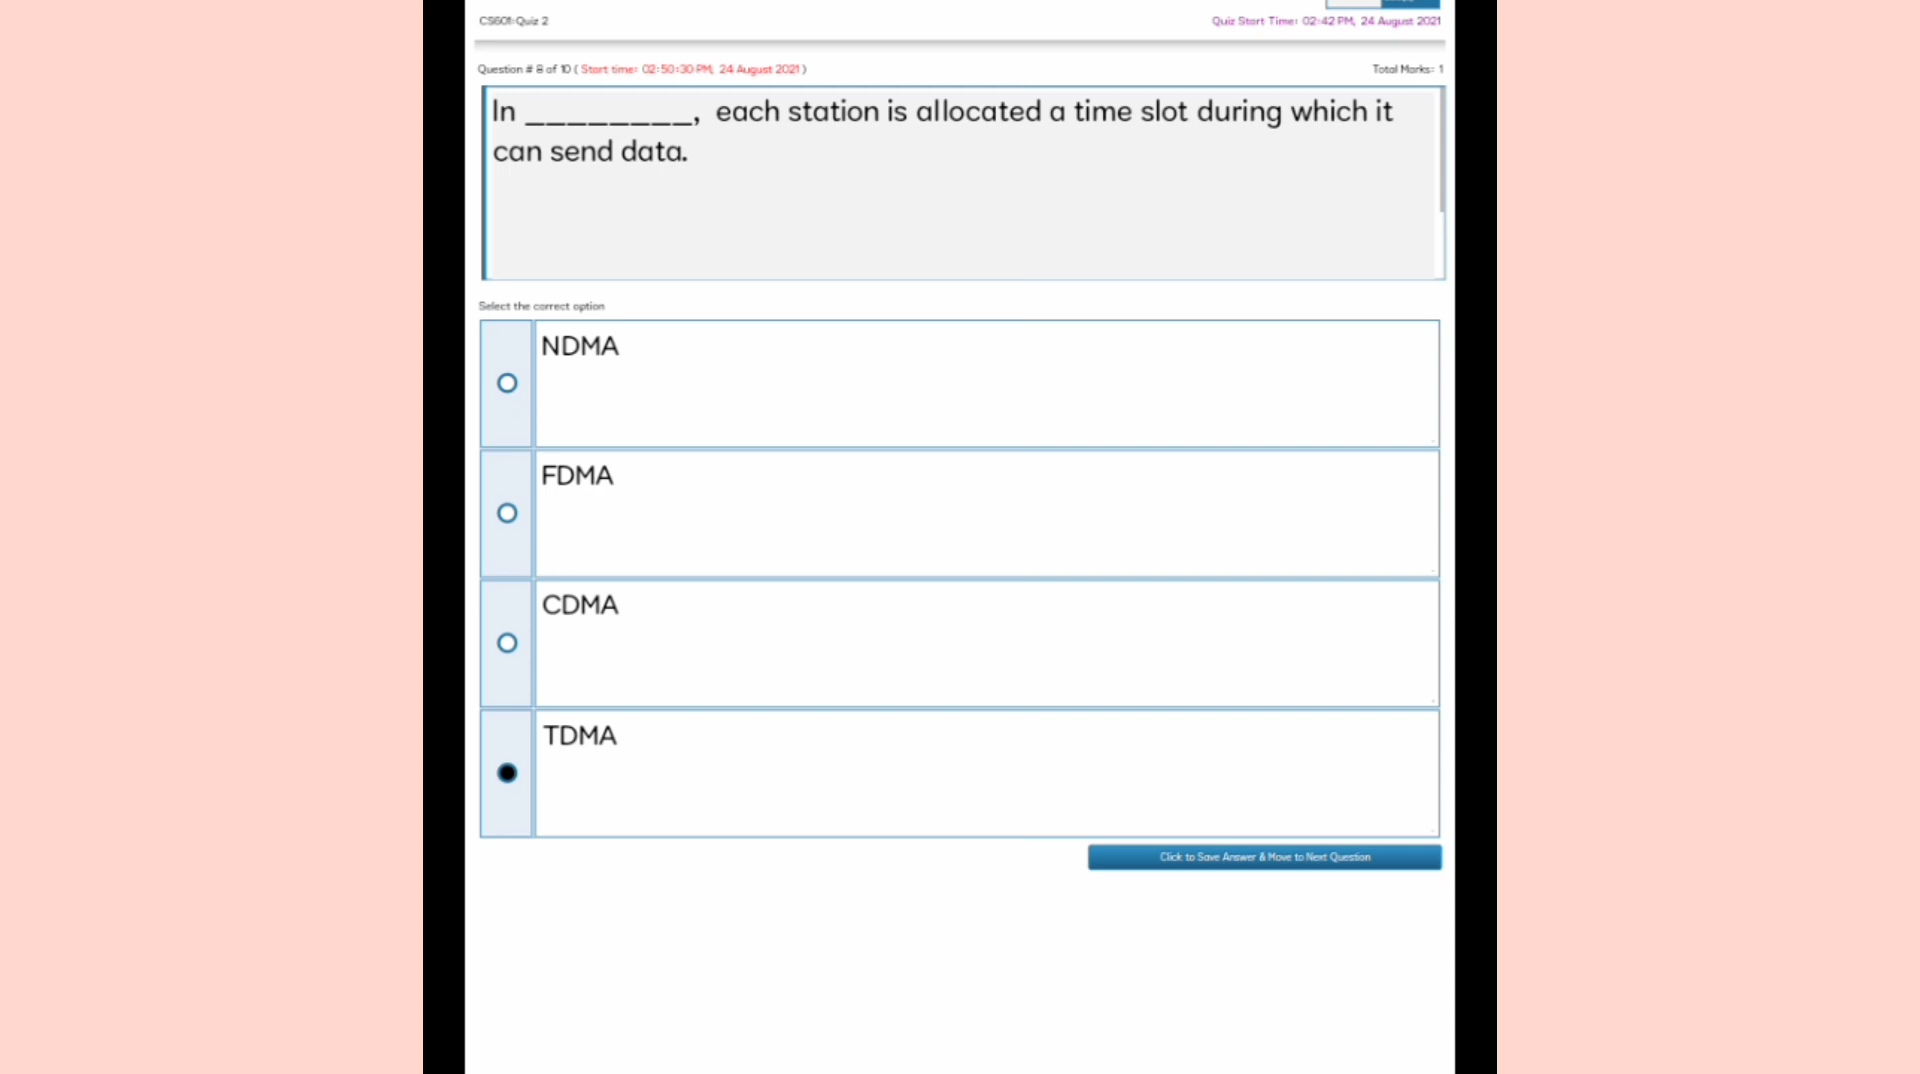 CS601-Quiz 2
Quiz Start Time: 02:42 PM, 24 August 2021
Question # 8 of 10 ( Start time: 02:50:30 PM, 24 August 2021 )
Total Marks: 1
In ________, each station is allocated a time slot during which it
can send data.
Select the correct option
NDMA
FDMA
CDMA
TDMA
Click to Save Answer & Move to Next Question